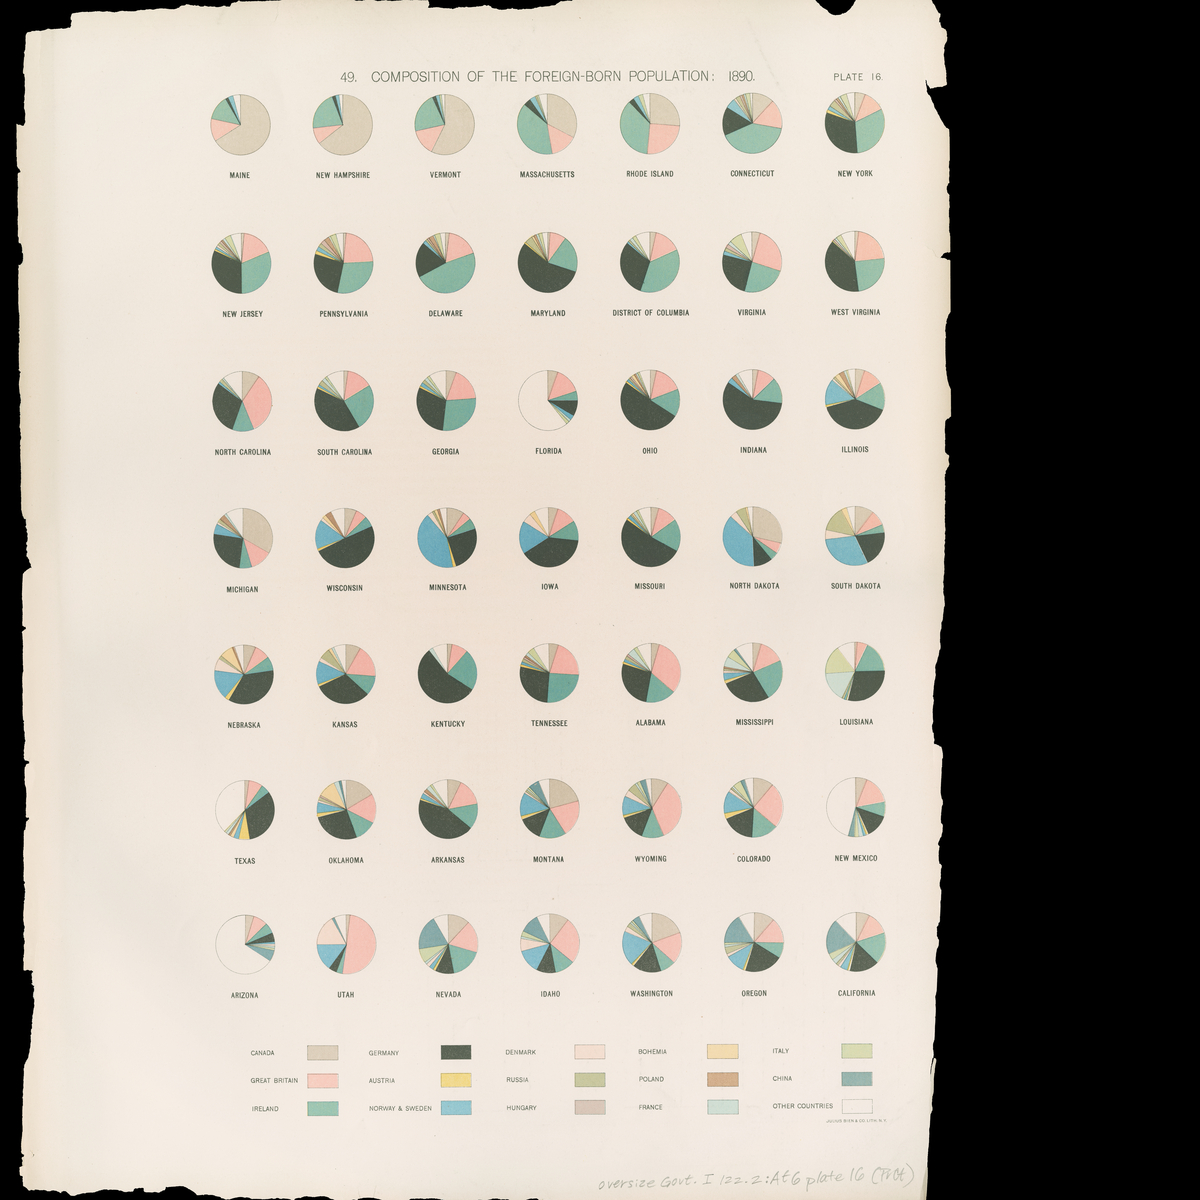 49. COMPOSITION OF THE FOREIGN-BORN POPULATION: 1890. PLATE 16.
MAINE NEW HAMPSHIRE VERMONT MASSACHUSETTS RHODE ISLAND CONNECTICUT NEW YORK
NEW JERSEY PENNSYLVANIA DELAWARE MARYLAND DISTRICT OF COLUMBIA VIRGINIA WEST VIRGINIA
NORTH CAROLINA SOUTH CAROLINA GEORGIA FLORIDA OHIO INDIANA ILLINOIS
MICHIGAN WISCONSIN MINNESOTA IOWA MISSOURI NORTH DAKOTA SOUTH DAKOTA
NEBRASKA KANSAS KENTUCKY TENNESSEE ALABAMA MISSISSIPPI LOUISIANA
TEXAS OKLAHOMA ARKANSAS MONTANA WYOMING COLORADO NEW MEXICO
ARIZONA UTAH NEVADA IDAHO WASHINGTON OREGON CALIFORNIA
CANADA GERMANY DENMARK BOHEMIA ITALY
GREAT BRITAIN AUSTRIA RUSSIA POLAND CHINA
IRELAND NORWAY & SWEDEN HUNGARY FRANCE OTHER COUNTRIES
JULIUS BIEN & CO. LITH. N.Y.
oversize Govt. I 122.2:At6 plate 16